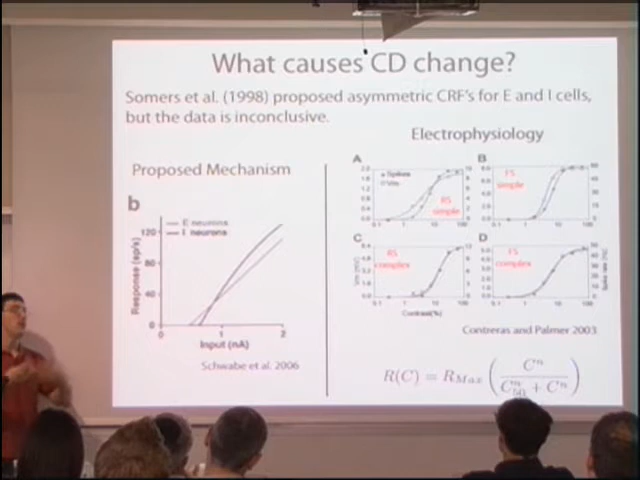 What causes CD change?
Somers et al. (1998) proposed asymmetric CRF's for E and I cells,
but the data is inconclusive.
Electrophysiology
Proposed Mechanism
b
E neurons
I neurons
Response (sp/s)
120
80
40
0
0
1
2
Input (nA)
Schwabe et al. 2006
A
Spikes
RS
simple
B
FS
simple
C
RS
complex
D
FS
complex
Contrast(%)
Contreras and Palmer 2003
R(C) = R_Max ( C^n / C^n_50 + C^n )